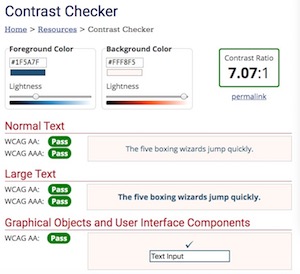 Contrast Checker
Home > Resources > Contrast Checker
Foreground Color
#1F5A7F
Lightness
Background Color
#FFF8F5
Lightness
Contrast Ratio
7.07:1
permalink
Normal Text
WCAG AA: Pass
WCAG AAA: Pass
The five boxing wizards jump quickly.
Large Text
WCAG AA: Pass
WCAG AAA: Pass
The five boxing wizards jump quickly.
Graphical Objects and User Interface Components
WCAG AA: Pass
✓
Text Input